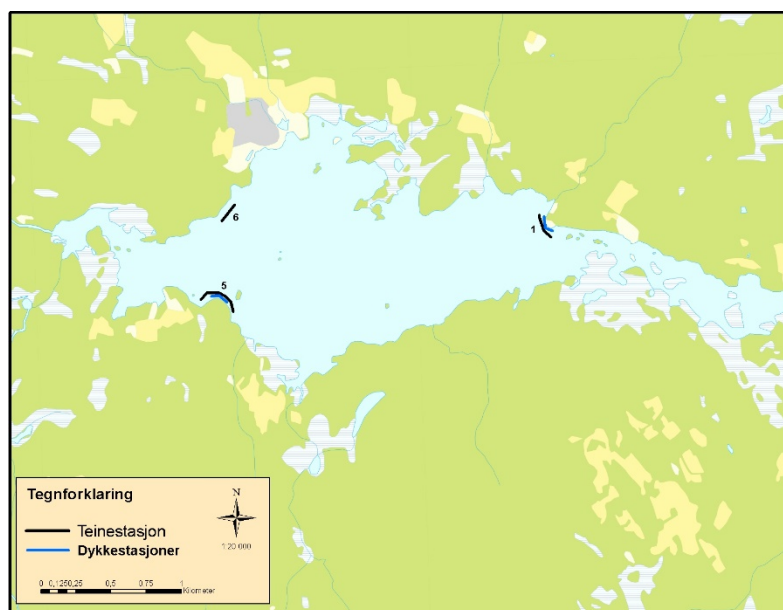 6
1
5
Tegnforklaring
N
Teinestasjon
Dykkestasjoner
1:20 000
0 0,1250,25 0,5 0,75 1
Kilometer